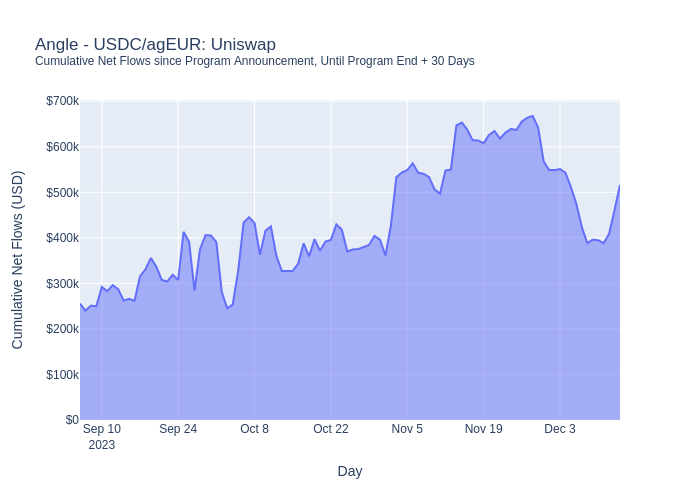 Angle - USDC/agEUR: Uniswap
Cumulative Net Flows since Program Announcement, Until Program End + 30 Days
$700k
$600k
$500k
$400k
$300k
$200k
$100k
$0
Cumulative Net Flows (USD)
Sep 10
2023
Sep 24
Oct 8
Oct 22
Nov 5
Nov 19
Dec 3
Day